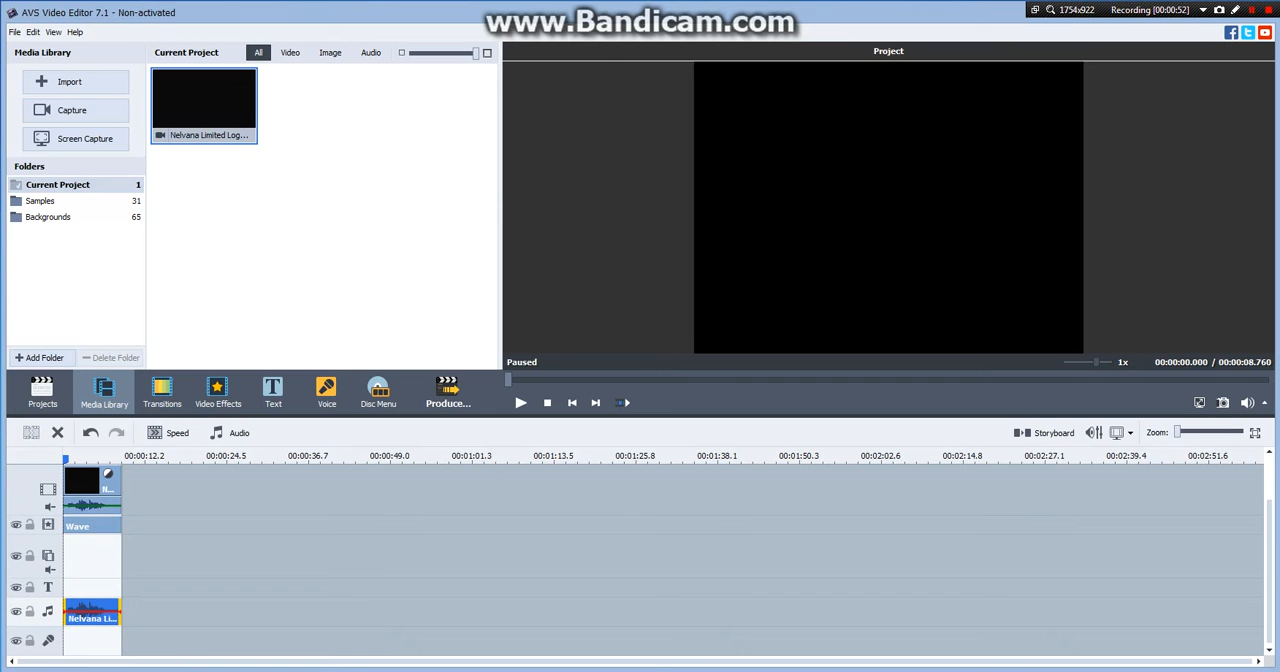 AVS Video Editor 7.1 - Non-activated
www.Bandicam.com
1754x922
Recording [00:00:52]
File Edit View Help
Media Library
Current Project
All Video Image Audio
Project
Import
Capture
Screen Capture
Nelvana Limited Log...
Folders
Current Project 1
Samples 31
Backgrounds 65
Add Folder
Delete Folder
Paused
1x
00:00:00.000 / 00:00:08.760
Projects
Media Library
Transitions
Video Effects
Text
Voice
Disc Menu
Produce...
Speed
Audio
Storyboard
Zoom:
00:00:12.2 00:00:24.5 00:00:36.7 00:00:49.0 00:01:01.3 00:01:13.5 00:01:25.8 00:01:38.1 00:01:50.3 00:02:02.6 00:02:14.8 00:02:27.1 00:02:39.4 00:02:51.6
N...
Wave
T
Nelvana Li...